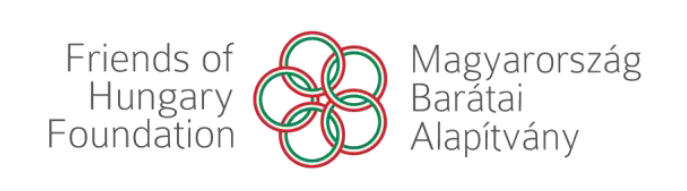 Friends of
Hungary
Foundation
Magyarország
Barátai
Alapítvány